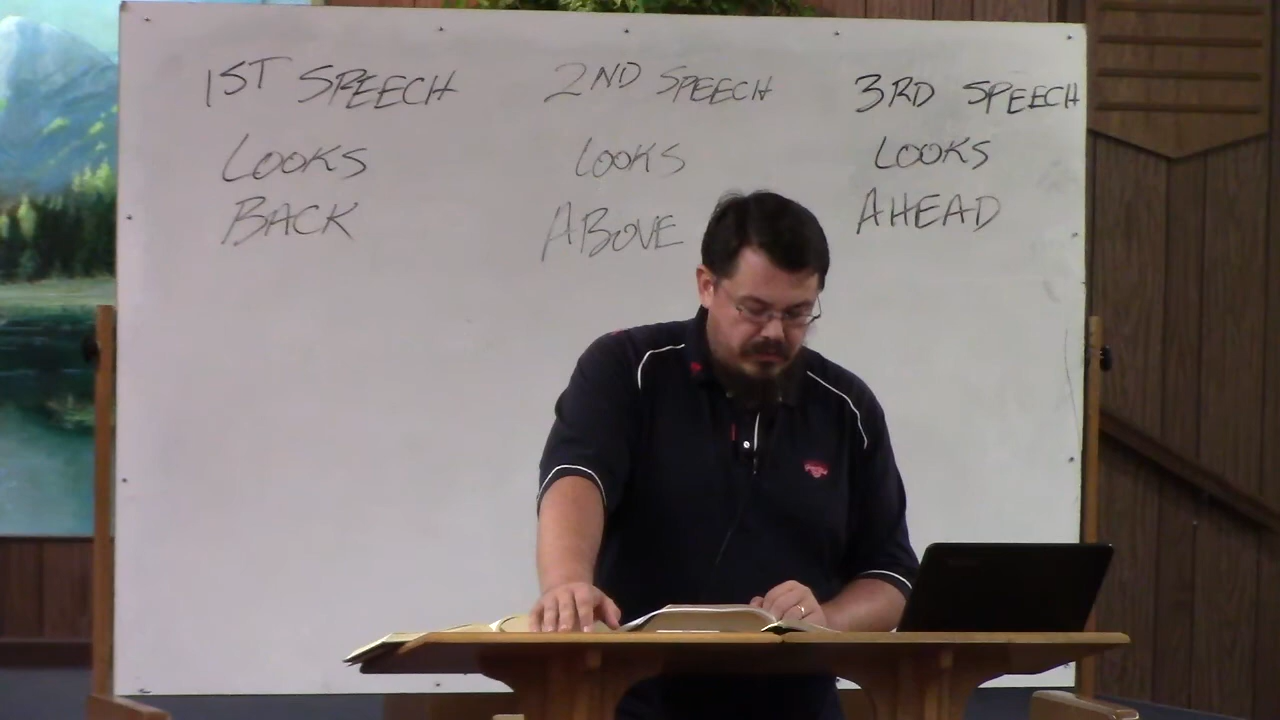 1ST SPEECH
LOOKS
BACK
2ND SPEECH
LOOKS
ABOVE
3RD SPEECH
LOOKS
AHEAD